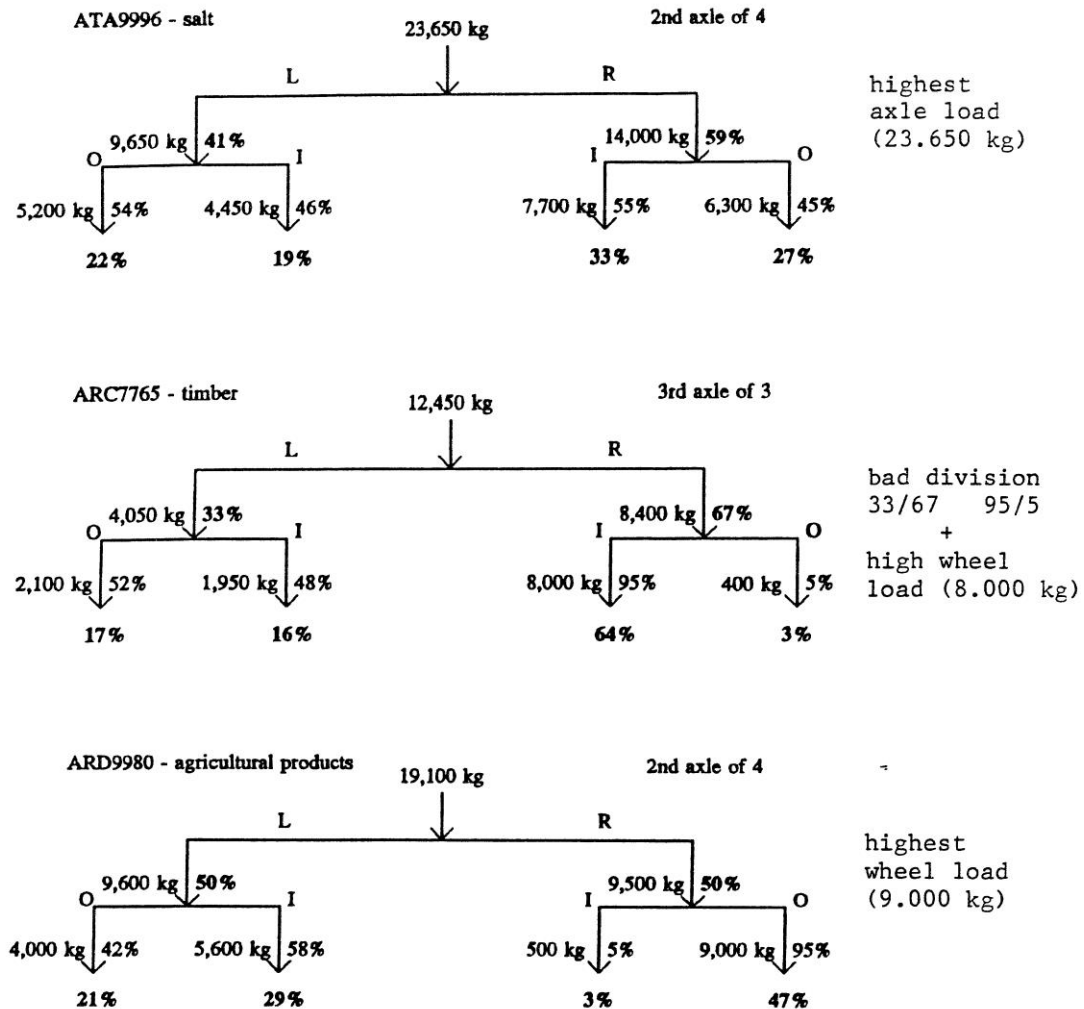 ATA9996 - salt 23,650 kg 2nd axle of 4
L R
highest
axle load
(23.650 kg)
9,650 kg 41% 14,000 kg 59%
O I I O
5,200 kg 54% 4,450 kg 46% 7,700 kg 55% 6,300 kg 45%
22% 19% 33% 27%
ARC7765 - timber 12,450 kg 3rd axle of 3
L R
bad division
33/67 95/5
+
high wheel
load (8.000 kg)
4,050 kg 33% 8,400 kg 67%
O I I O
2,100 kg 52% 1,950 kg 48% 8,000 kg 95% 400 kg 5%
17% 16% 64% 3%
ARD9980 - agricultural products 19,100 kg 2nd axle of 4
L R
highest
wheel load
(9.000 kg)
9,600 kg 50% 9,500 kg 50%
O I I O
4,000 kg 42% 5,600 kg 58% 500 kg 5% 9,000 kg 95%
21% 29% 3% 47%